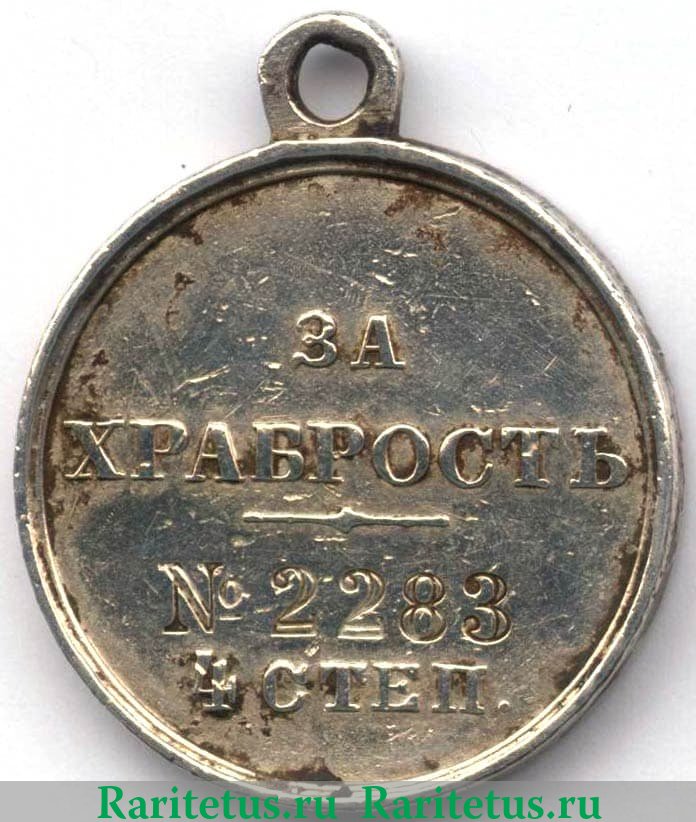 ЗА
ХРАБРОСТЬ
№ 2283
4 СТЕП.
Raritetus.ru Raritetus.ru